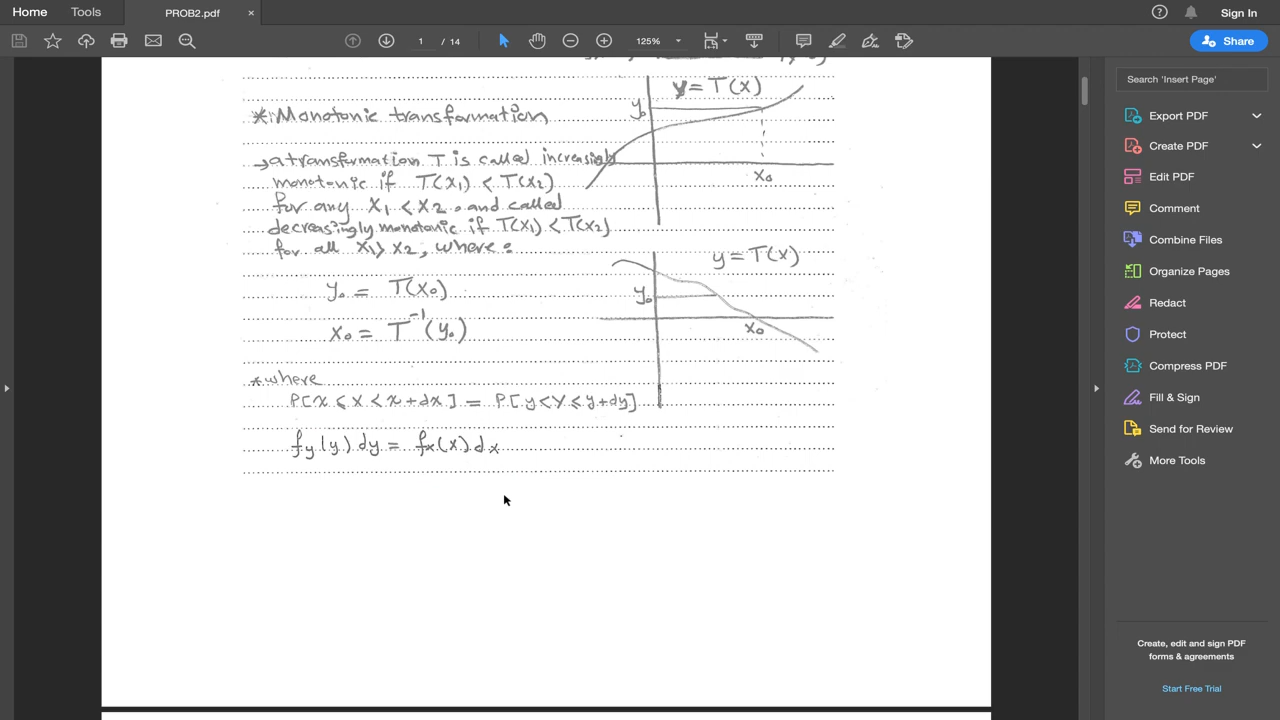 Home
Tools
PROB2.pdf
×
Sign In
1 / 14
125%
Share
y = T(x)
y₀
x₀
*: Monotonic transformation
→ a transformation T is called increasingly
monotonic if T(x₁) < T(x₂)
for any x₁ < x₂, and called
decreasingly monotonic if T(x₁) < T(x₂)
for all x₁ > x₂, where:
y = T(x)
y₀
x₀
y₀ = T(x₀)
x₀ = T⁻¹(y₀)
* where
P[x < X < x + dx] = P[y < Y < y + dy]
fy(y) dy = fx(x) dx
Search 'Insert Page'
Export PDF
Create PDF
Edit PDF
Comment
Combine Files
Organize Pages
Redact
Protect
Compress PDF
Fill & Sign
Send for Review
More Tools
Create, edit and sign PDF
forms & agreements
Start Free Trial